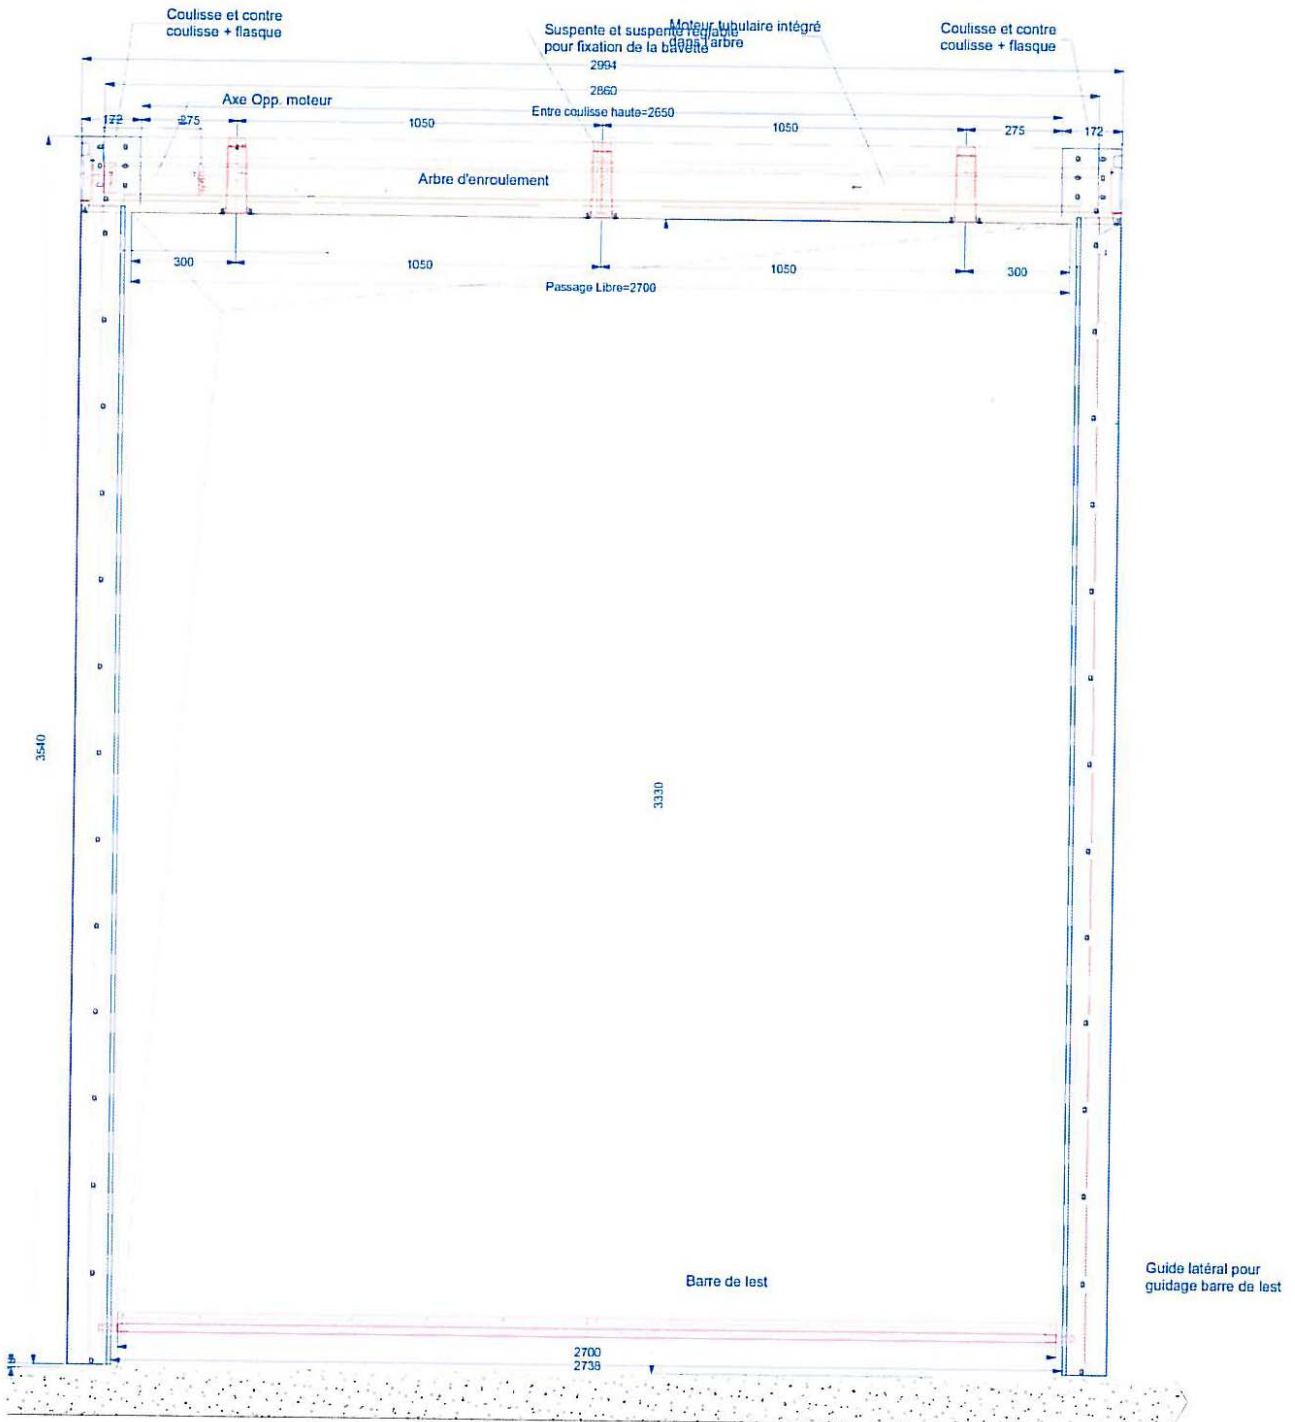 Coulisse et contre
coulisse + flasque
Suspente et suspente réglable
pour fixation de la bavette
Moteur tubulaire intégré
dans l'arbre
Coulisse et contre
coulisse + flasque
2994
2860
Axe Opp. moteur
Entre coulisse haute=2650
172
275
1050
1050
275
172
Arbre d'enroulement
300
1050
1050
300
Passage Libre=2700
3540
3330
Barre de lest
Guide latéral pour
guidage barre de lest
2700
2738